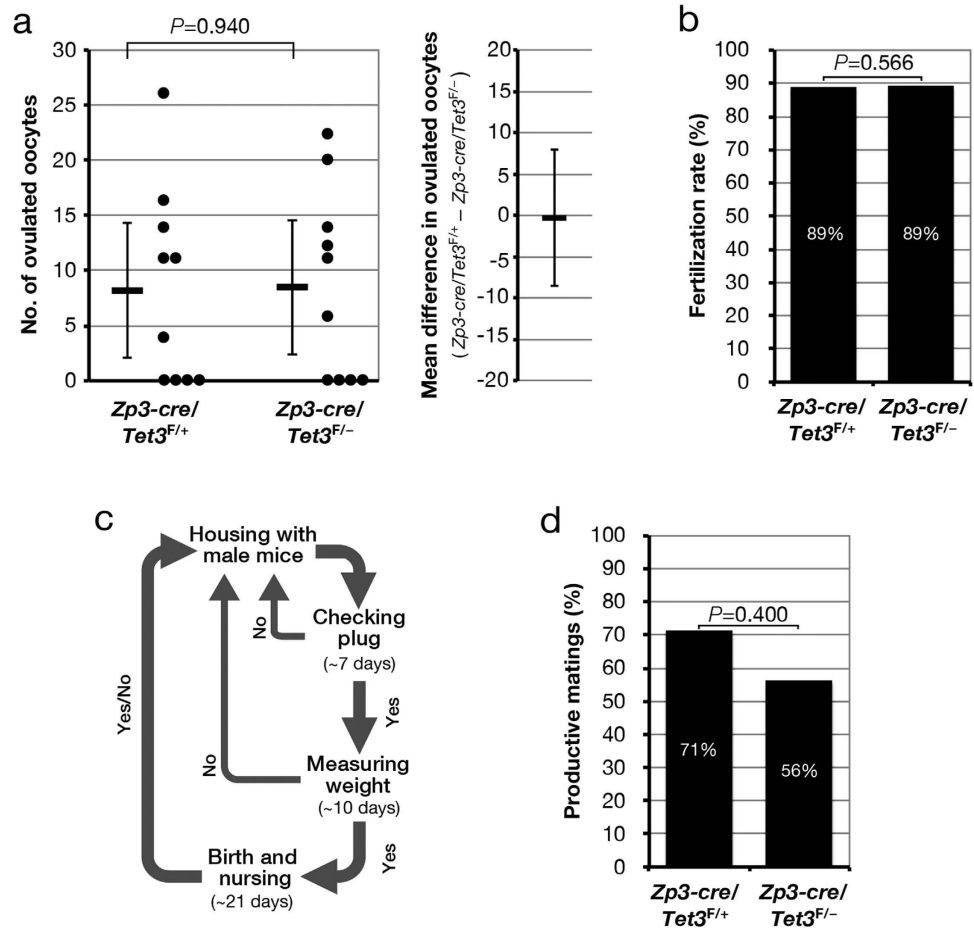 a
P=0.940
No. of ovulated oocytes
30
25
20
15
10
5
0
Zp3-cre/
Tet3F/+
Zp3-cre/
Tet3F/−
Mean difference in ovulated oocytes
( Zp3-cre/Tet3F/+ − Zp3-cre/Tet3F/− )
20
15
10
5
0
-5
-10
-15
-20
b
P=0.566
Fertilization rate (%)
100
90
80
70
60
50
40
30
20
10
0
89%
89%
Zp3-cre/
Tet3F/+
Zp3-cre/
Tet3F/−
c
Housing with
male mice
No
Checking
plug
(~7 days)
Yes
Yes/No
No
Measuring
weight
(~10 days)
Yes
Birth and
nursing
(~21 days)
d
P=0.400
Productive matings (%)
100
90
80
70
60
50
40
30
20
10
0
71%
56%
Zp3-cre/
Tet3F/+
Zp3-cre/
Tet3F/−